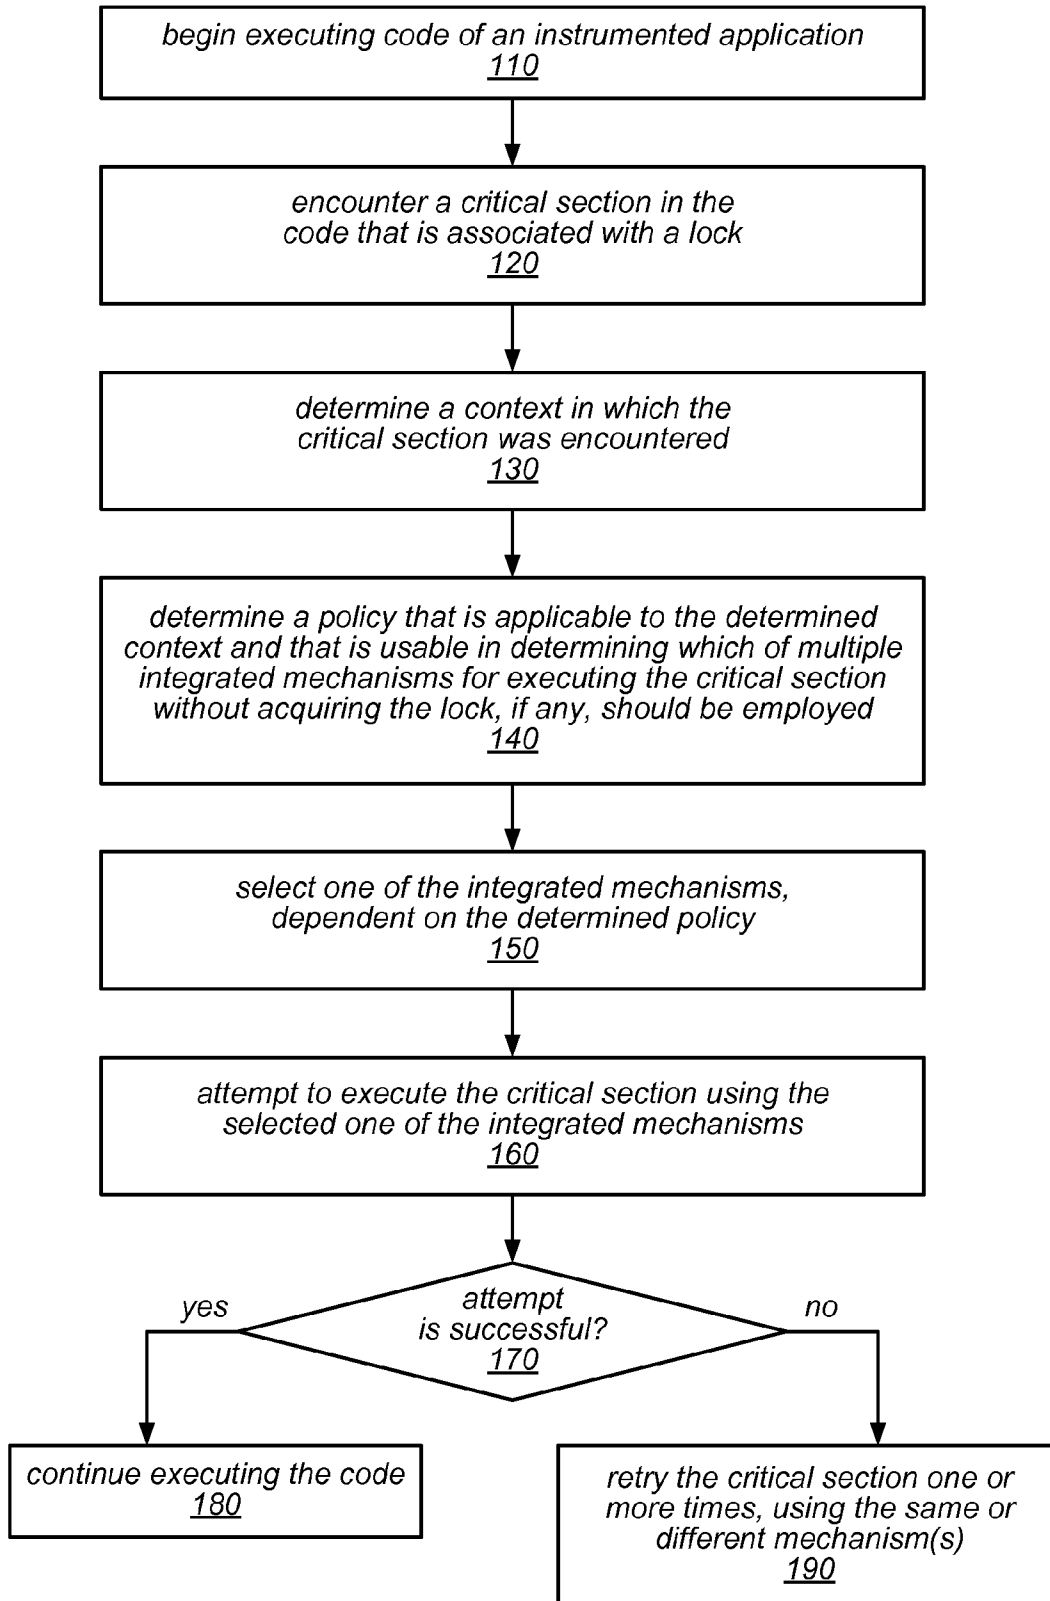 begin executing code of an instrumented application
110
encounter a critical section in the
code that is associated with a lock
120
determine a context in which the
critical section was encountered
130
determine a policy that is applicable to the determined
context and that is usable in determining which of multiple
integrated mechanisms for executing the critical section
without acquiring the lock, if any, should be employed
140
select one of the integrated mechanisms,
dependent on the determined policy
150
attempt to execute the critical section using the
selected one of the integrated mechanisms
160
attempt
is successful?
170
yes
no
continue executing the code
180
retry the critical section one or
more times, using the same or
different mechanism(s)
190